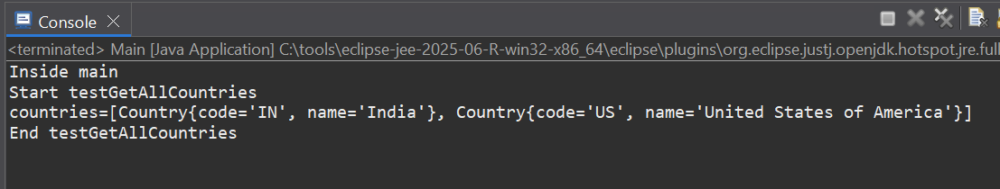 Console
<terminated> Main [Java Application] C:\tools\eclipse-jee-2025-06-R-win32-x86_64\eclipse\plugins\org.eclipse.justj.openjdk.hotspot.jre.full
Inside main
Start testGetAllCountries
countries=[Country{code='IN', name='India'}, Country{code='US', name='United States of America'}]
End testGetAllCountries